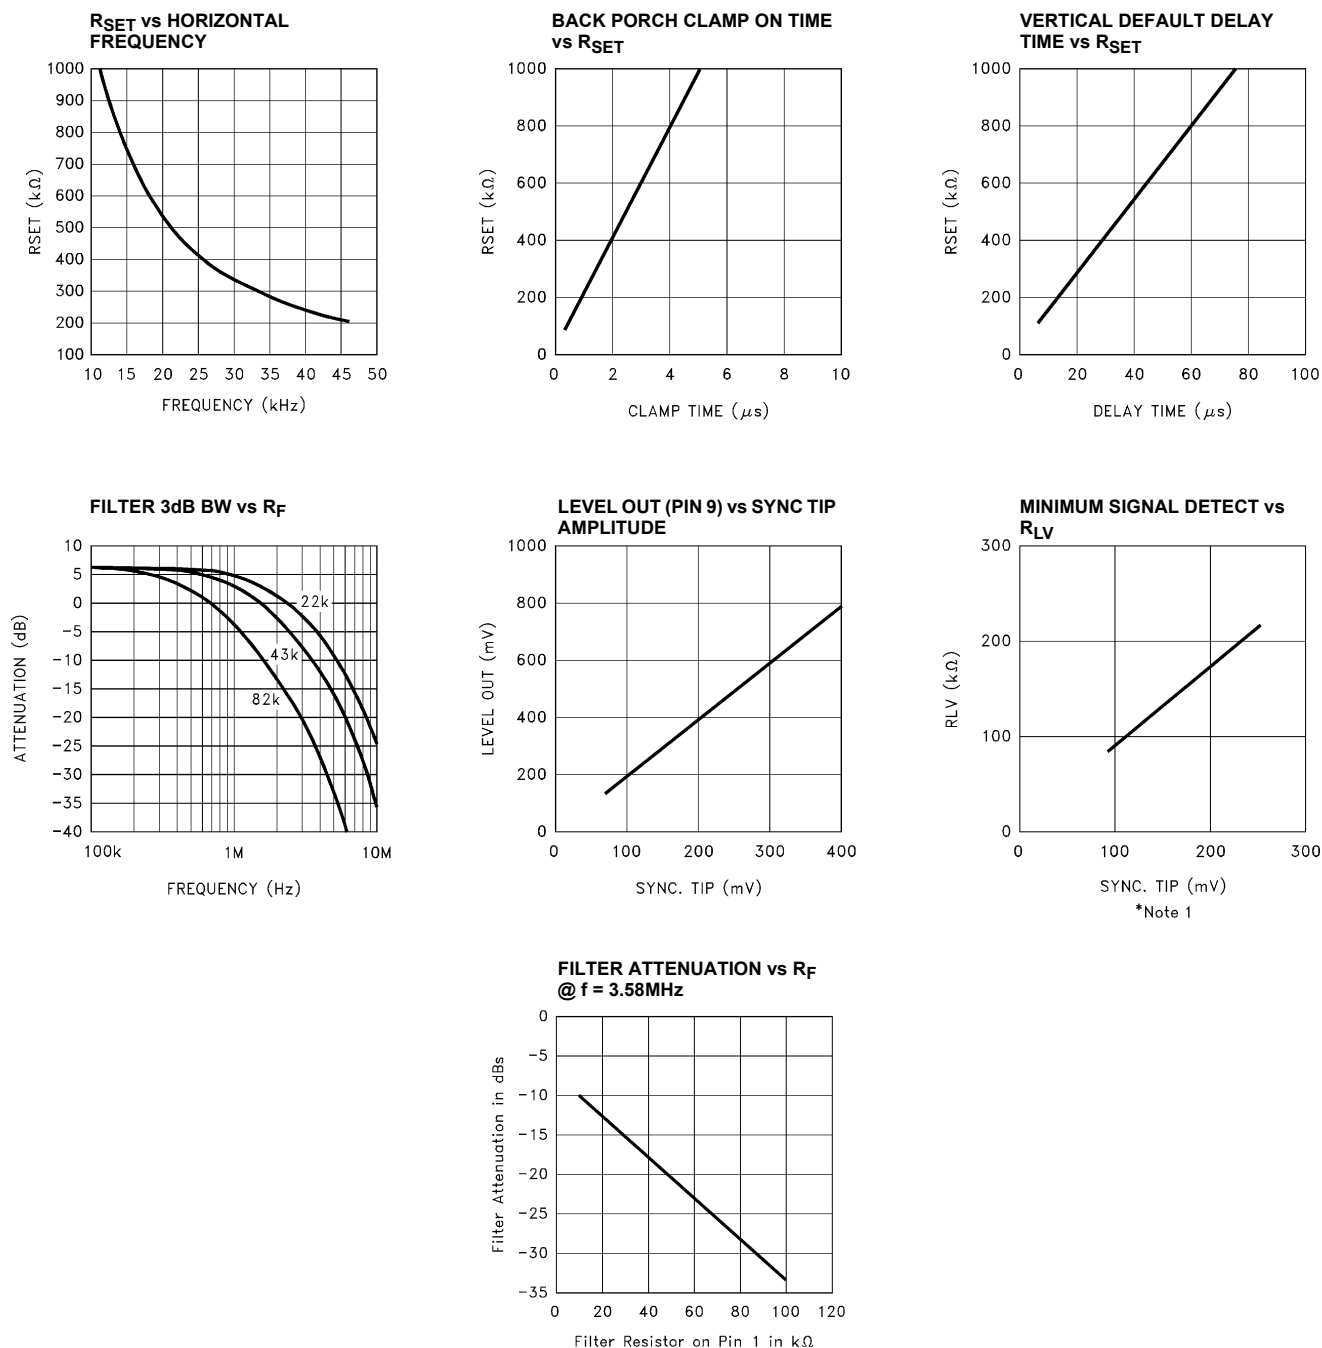 RSET vs HORIZONTAL
FREQUENCY
1000
900
800
700
600
500
400
300
200
100
RSET (kΩ)
10 15 20 25 30 35 40 45 50
FREQUENCY (kHz)
BACK PORCH CLAMP ON TIME
vs RSET
1000
800
600
400
200
0
RSET (kΩ)
0 2 4 6 8 10
CLAMP TIME (μs)
VERTICAL DEFAULT DELAY
TIME vs RSET
1000
800
600
400
200
0
RSET (kΩ)
0 20 40 60 80 100
DELAY TIME (μs)
FILTER 3dB BW vs RF
10
5
0
−5
−10
−15
−20
−25
−30
−35
−40
ATTENUATION (dB)
22k
43k
82k
100k 1M 10M
FREQUENCY (Hz)
LEVEL OUT (PIN 9) vs SYNC TIP
AMPLITUDE
1000
800
600
400
200
0
LEVEL OUT (mV)
0 100 200 300 400
SYNC. TIP (mV)
MINIMUM SIGNAL DETECT vs
RLV
300
200
100
0
RLV (kΩ)
0 100 200 300
SYNC. TIP (mV)
*Note 1
FILTER ATTENUATION vs RF
@ f = 3.58MHz
0
−5
−10
−15
−20
−25
−30
−35
Filter Attenuation in dBs
0 20 40 60 80 100 120
Filter Resistor on Pin 1 in kΩ